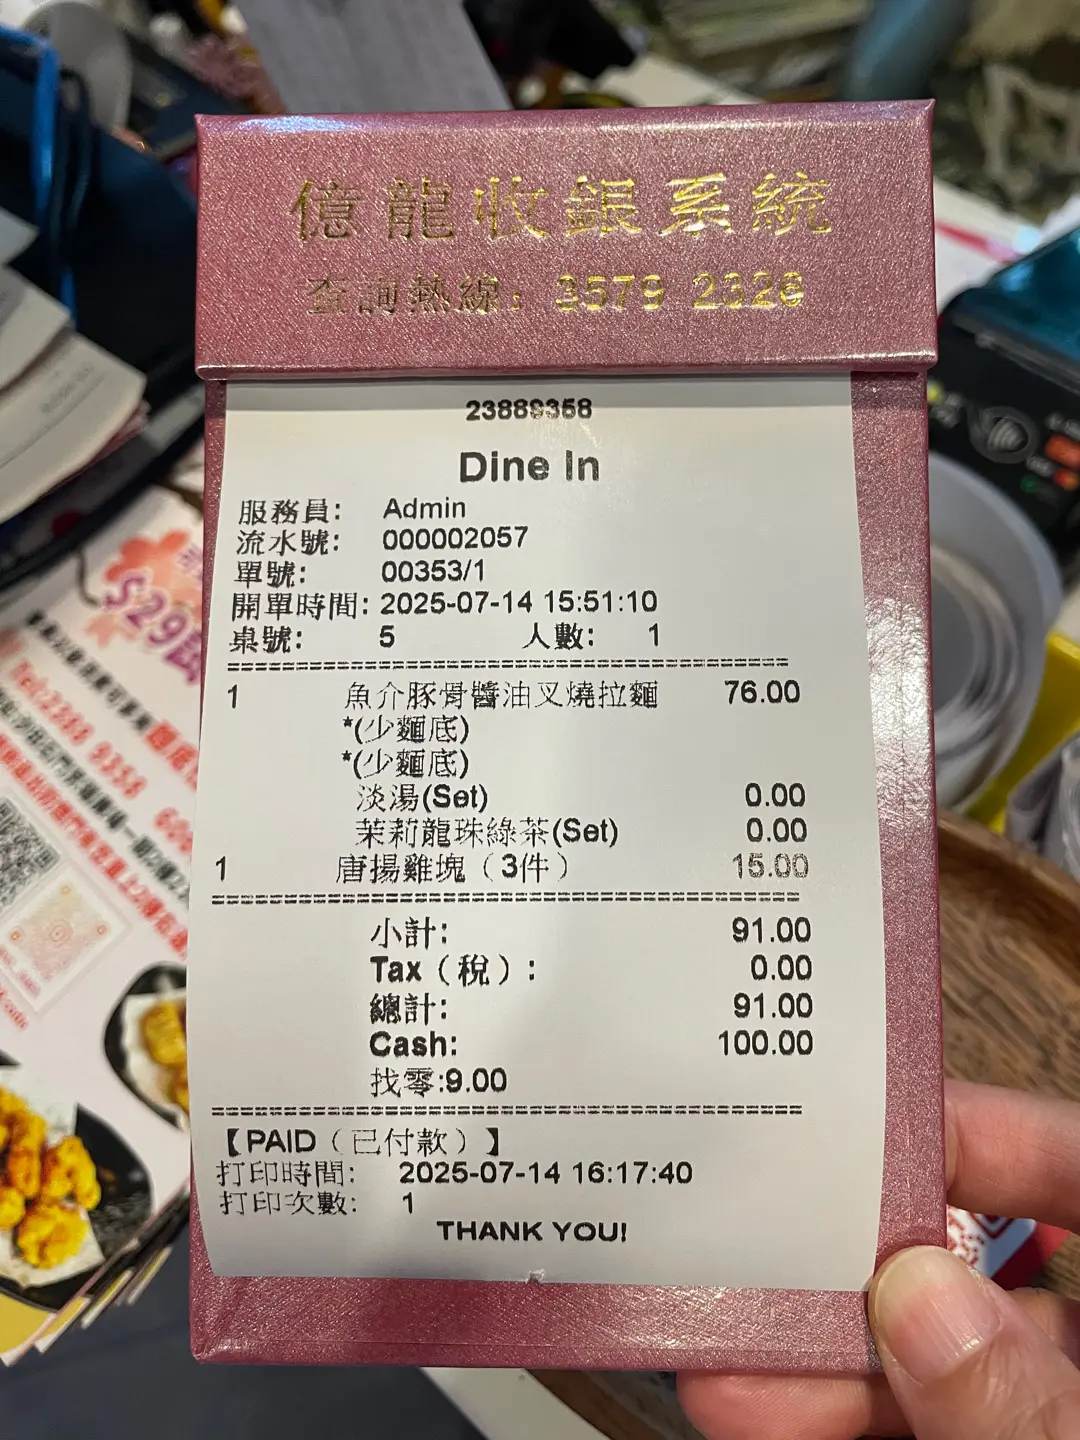 億龍收銀系統
查詢熱線：3579 2328
23889358
Dine In
服務員: Admin
流水號: 000002057
單號: 00353/1
開單時間: 2025-07-14 15:51:10
桌號: 5 人數: 1
1 魚介豚骨醬油叉燒拉麵 76.00
*(少麵底)
*(少麵底)
淡湯(Set) 0.00
茉莉龍珠綠茶(Set) 0.00
1 唐揚雞塊（3件） 15.00
小計: 91.00
Tax（稅）: 0.00
總計: 91.00
Cash: 100.00
找零:9.00
【PAID（已付款）】
打印時間: 2025-07-14 16:17:40
打印次數: 1
THANK YOU!
$29